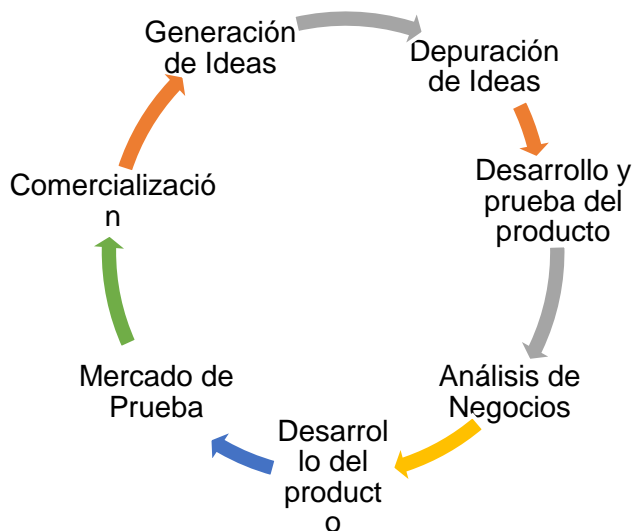 Generación
de Ideas
Depuración
de Ideas
Desarrollo y
prueba del
producto
Análisis de
Negocios
Desarrol
lo del
product
o
Mercado de
Prueba
Comercializació
n